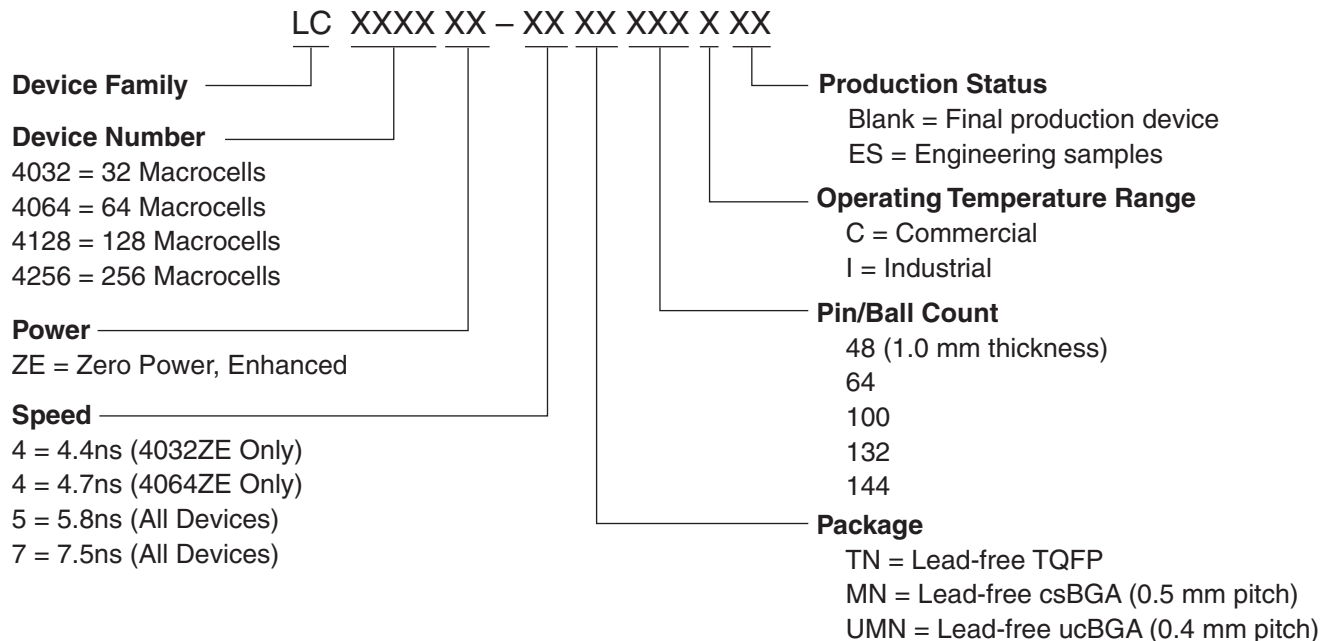 LC XXXX XX – XX XX XXX X XX
Device Family
Device Number
4032 = 32 Macrocells
4064 = 64 Macrocells
4128 = 128 Macrocells
4256 = 256 Macrocells
Power
ZE = Zero Power, Enhanced
Speed
4 = 4.4ns (4032ZE Only)
4 = 4.7ns (4064ZE Only)
5 = 5.8ns (All Devices)
7 = 7.5ns (All Devices)
Production Status
Blank = Final production device
ES = Engineering samples
Operating Temperature Range
C = Commercial
I = Industrial
Pin/Ball Count
48 (1.0 mm thickness)
64
100
132
144
Package
TN = Lead-free TQFP
MN = Lead-free csBGA (0.5 mm pitch)
UMN = Lead-free ucBGA (0.4 mm pitch)